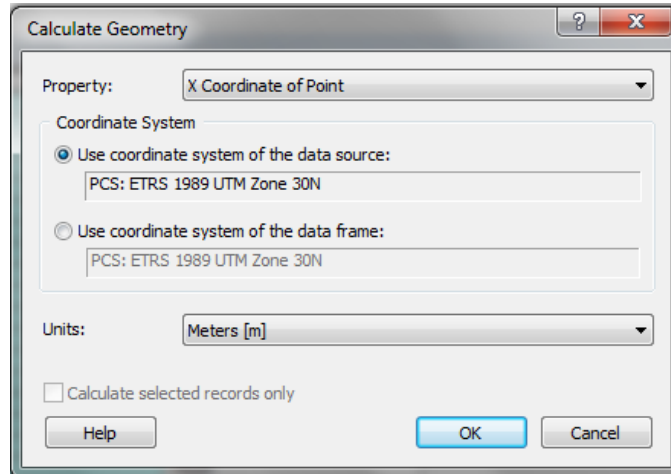 Calculate Geometry
?
Property: X Coordinate of Point
Coordinate System
Use coordinate system of the data source:
PCS: ETRS 1989 UTM Zone 30N
Use coordinate system of the data frame:
PCS: ETRS 1989 UTM Zone 30N
Units: Meters [m]
Calculate selected records only
Help OK Cancel